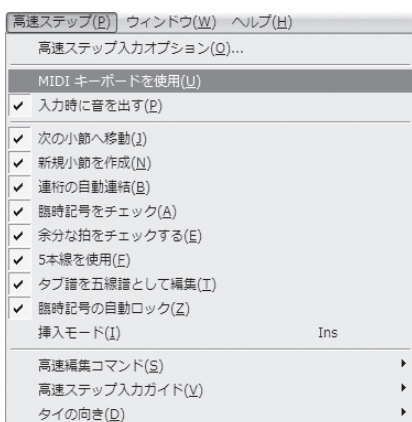 高速ステップ(P) ウィンドウ(W) ヘルプ(H)
高速ステップ入力オプション(O)...
MIDI キーボードを使用(U)
入力時に音を出す(P)
次の小節へ移動(J)
新規小節を作成(N)
連桁の自動連結(B)
臨時記号をチェック(A)
余分な拍をチェックする(E)
5本線を使用(F)
タブ譜を五線譜として編集(T)
臨時記号の自動ロック(Z)
挿入モード(I) Ins
高速編集コマンド(S)
高速ステップ入力ガイド(V)
タイの向き(D)